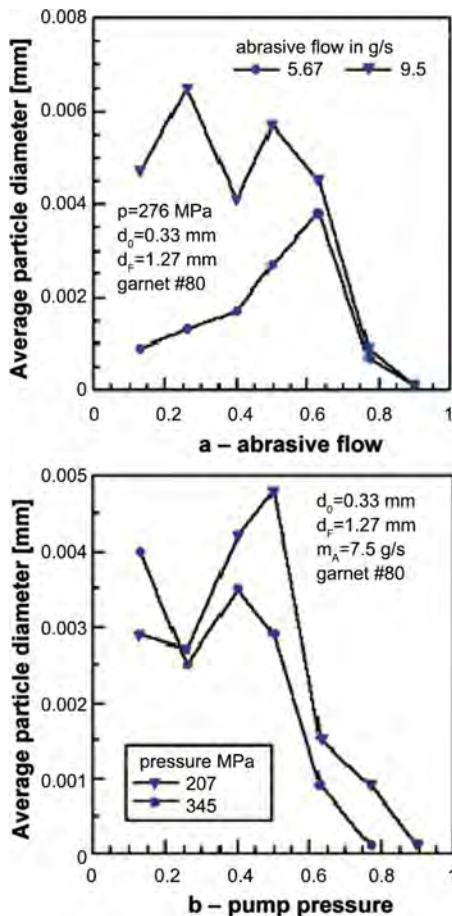 0.008
abrasive flow in g/s
5.67 9.5
0.006
0.004
p=276 MPa
d₀=0.33 mm
d_F=1.27 mm
garnet #80
0.002
0
Average particle diameter [mm]
0 0.2 0.4 0.6 0.8 1
a – abrasive flow
0.005
d₀=0.33 mm
d_F=1.27 mm
m_A=7.5 g/s
garnet #80
0.004
0.003
0.002
pressure MPa
207
345
0.001
0.000
Average particle diameter [mm]
0 0.2 0.4 0.6 0.8 1
b – pump pressure